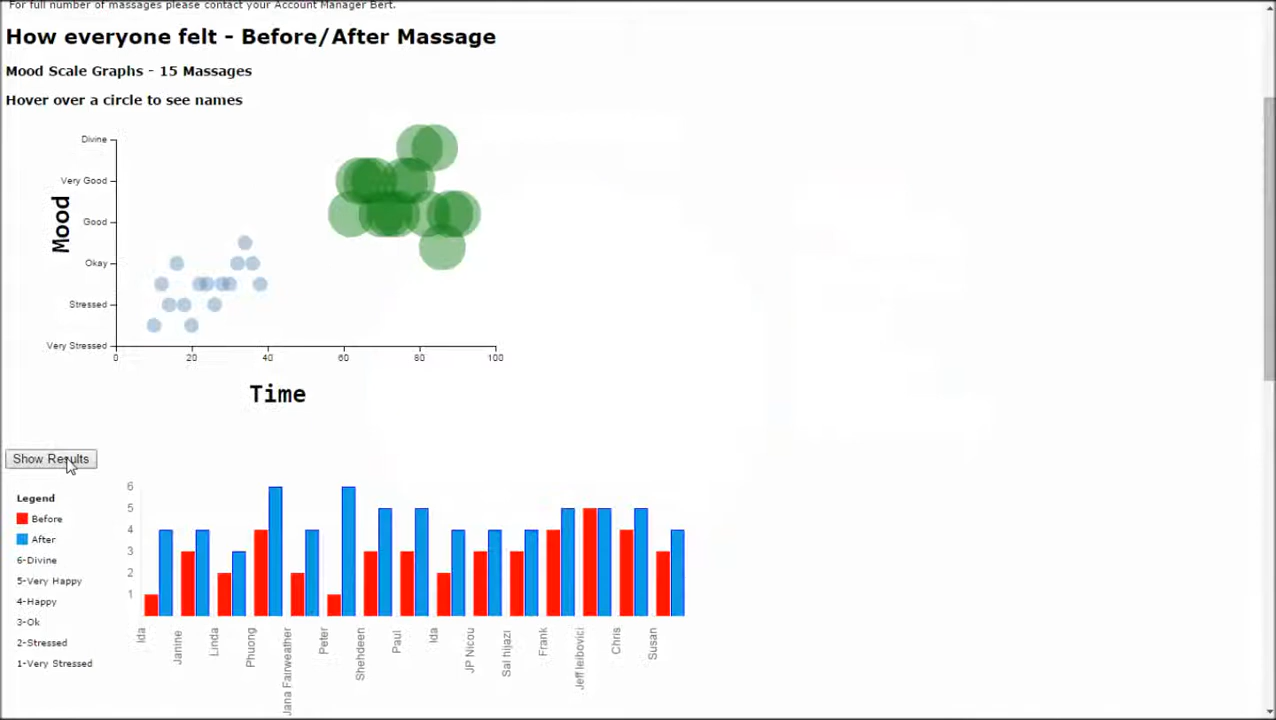 For full number of massages please contact your Account Manager Bert.
How everyone felt - Before/After Massage
Mood Scale Graphs - 15 Massages
Hover over a circle to see names
Divine
Very Good
Good
Okay
Stressed
Very Stressed
Mood
0 20 40 60 80 100
Time
Show Results
Legend
Before
After
6-Divine
5-Very Happy
4-Happy
3-Ok
2-Stressed
1-Very Stressed
6
5
4
3
2
1
Ida
Janine
Linda
Phuong
Jana Fairweather
Peter
Shehdeen
Paul
Ida
JP Nicou
Sal hijazi
Frank
Jeff leibovici
Chris
Susan